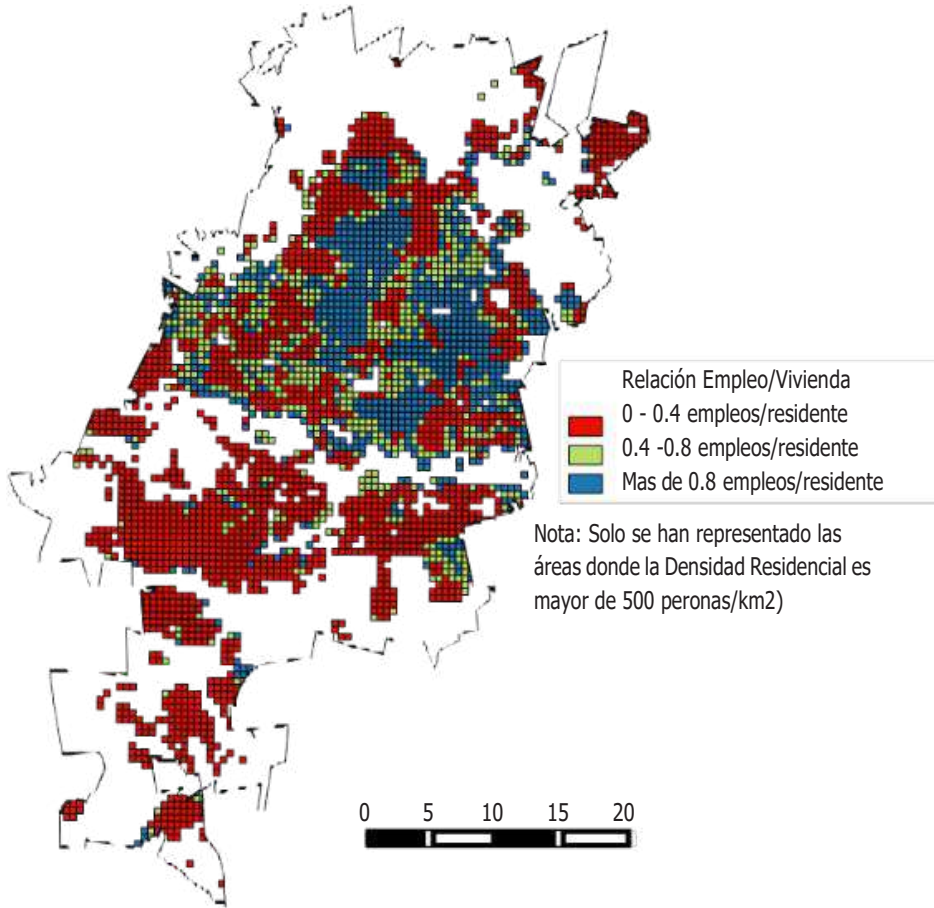 Relación Empleo/Vivienda
0 - 0.4 empleos/residente
0.4 -0.8 empleos/residente
Mas de 0.8 empleos/residente
Nota: Solo se han representado las
áreas donde la Densidad Residencial es
mayor de 500 peronas/km2)
0 5 10 15 20